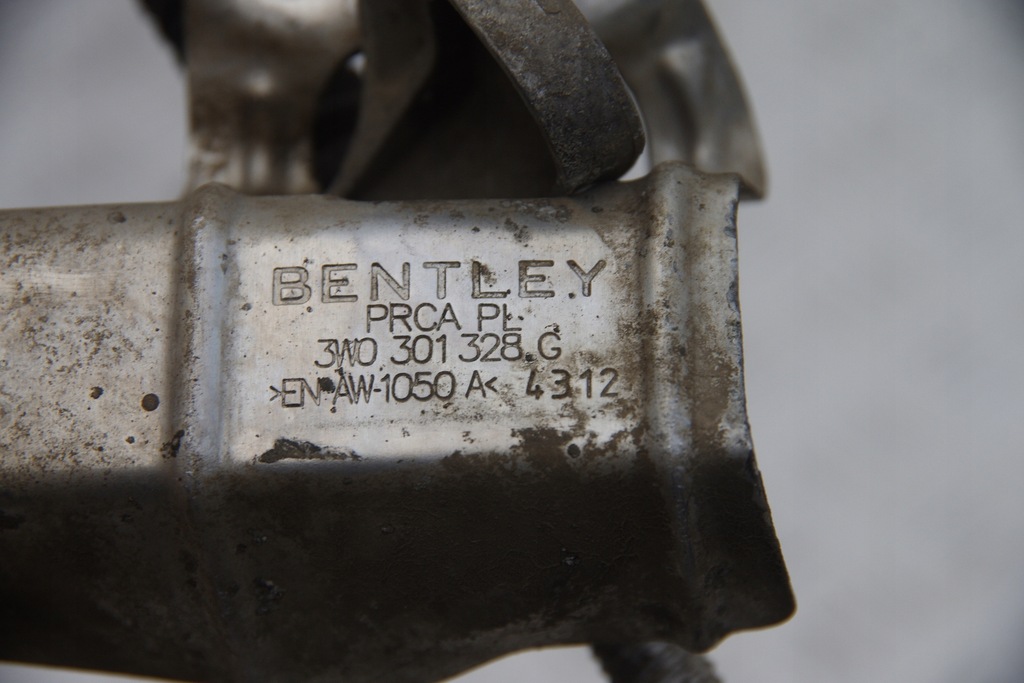 BENTLEY
PRCA PL
3W0 301 328 G
>EN AW-1050 A< 4312